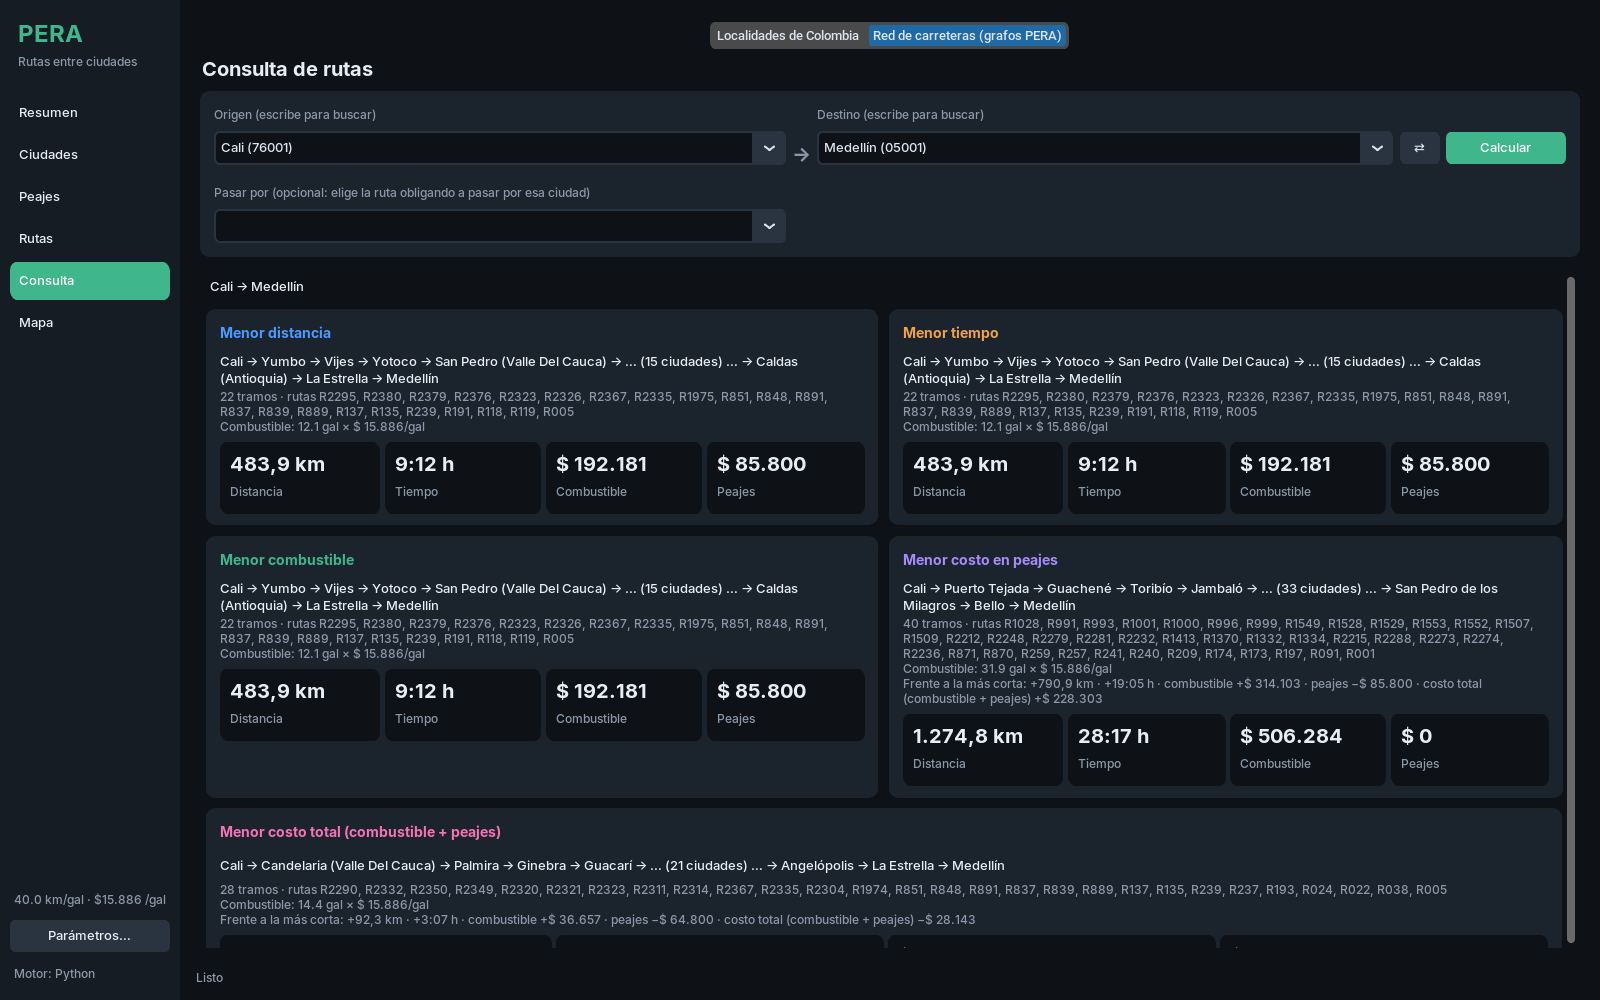 PERA
Rutas entre ciudades
Resumen
Ciudades
Peajes
Rutas
Consulta
Mapa
40.0 km/gal · $15.886 /gal
Parámetros...
Motor: Python
Localidades de Colombia
Red de carreteras (grafos PERA)
Consulta de rutas
Origen (escribe para buscar)
Cali (76001)
→
Destino (escribe para buscar)
Medellín (05001)
⇄
Calcular
Pasar por (opcional: elige la ruta obligando a pasar por esa ciudad)
Cali → Medellín
Menor distancia
Cali → Yumbo → Vijes → Yotoco → San Pedro (Valle Del Cauca) → ... (15 ciudades) ... → Caldas
(Antioquia) → La Estrella → Medellín
22 tramos · rutas R2295, R2380, R2379, R2376, R2323, R2326, R2367, R2335, R1975, R851, R848, R891,
R837, R839, R889, R137, R135, R239, R191, R118, R119, R005
Combustible: 12.1 gal × $ 15.886/gal
483,9 km
Distancia
9:12 h
Tiempo
$ 192.181
Combustible
$ 85.800
Peajes
Menor tiempo
Cali → Yumbo → Vijes → Yotoco → San Pedro (Valle Del Cauca) → ... (15 ciudades) ... → Caldas
(Antioquia) → La Estrella → Medellín
22 tramos · rutas R2295, R2380, R2379, R2376, R2323, R2326, R2367, R2335, R1975, R851, R848, R891,
R837, R839, R889, R137, R135, R239, R191, R118, R119, R005
Combustible: 12.1 gal × $ 15.886/gal
483,9 km
Distancia
9:12 h
Tiempo
$ 192.181
Combustible
$ 85.800
Peajes
Menor combustible
Cali → Yumbo → Vijes → Yotoco → San Pedro (Valle Del Cauca) → ... (15 ciudades) ... → Caldas
(Antioquia) → La Estrella → Medellín
22 tramos · rutas R2295, R2380, R2379, R2376, R2323, R2326, R2367, R2335, R1975, R851, R848, R891,
R837, R839, R889, R137, R135, R239, R191, R118, R119, R005
Combustible: 12.1 gal × $ 15.886/gal
483,9 km
Distancia
9:12 h
Tiempo
$ 192.181
Combustible
$ 85.800
Peajes
Menor costo en peajes
Cali → Puerto Tejada → Guachené → Toribío → Jambaló → ... (33 ciudades) ... → San Pedro de los
Milagros → Bello → Medellín
40 tramos · rutas R1028, R991, R993, R1001, R1000, R996, R999, R1549, R1528, R1529, R1553, R1552, R1507,
R1509, R2212, R2248, R2279, R2281, R2232, R1413, R1370, R1332, R1334, R2215, R2288, R2273, R2274,
R2236, R871, R870, R259, R257, R241, R240, R209, R174, R173, R197, R091, R001
Combustible: 31.9 gal × $ 15.886/gal
Frente a la más corta: +790,9 km · +19:05 h · combustible +$ 314.103 · peajes −$ 85.800 · costo total
(combustible + peajes) +$ 228.303
1.274,8 km
Distancia
28:17 h
Tiempo
$ 506.284
Combustible
$ 0
Peajes
Menor costo total (combustible + peajes)
Cali → Candelaria (Valle Del Cauca) → Palmira → Ginebra → Guacarí → ... (21 ciudades) ... → Angelópolis → La Estrella → Medellín
28 tramos · rutas R2290, R2332, R2350, R2349, R2320, R2321, R2323, R2311, R2314, R2367, R2335, R2304, R1974, R851, R848, R891, R837, R839, R889, R137, R135, R239, R237, R193, R024, R022, R038, R005
Combustible: 14.4 gal × $ 15.886/gal
Frente a la más corta: +92,3 km · +3:07 h · combustible +$ 36.657 · peajes −$ 64.800 · costo total (combustible + peajes) −$ 28.143
Listo